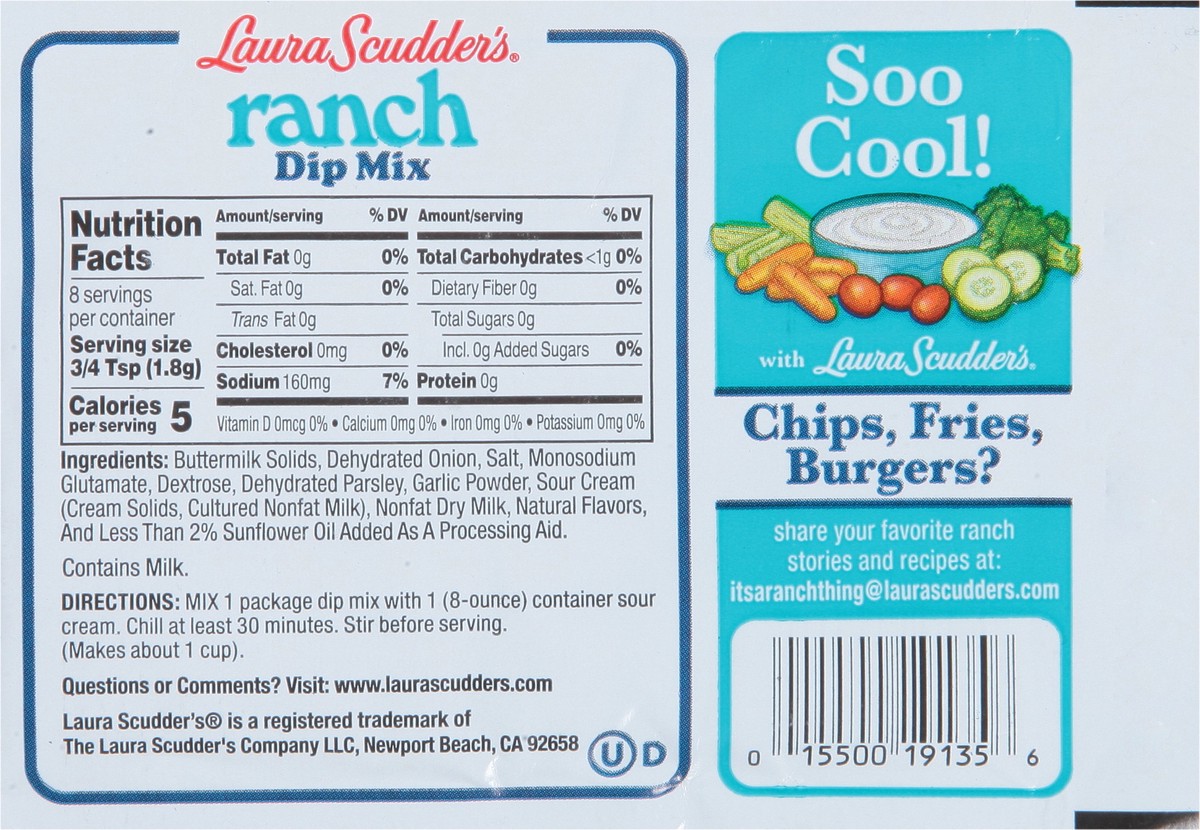 Laura Scudder's®
ranch
Dip Mix
Nutrition
Facts
8 servings
per container
Serving size
3/4 Tsp (1.8g)
Calories 5
per serving
Amount/serving % DV
Total Fat 0g 0%
Sat. Fat 0g 0%
Trans Fat 0g
Cholesterol 0mg 0%
Sodium 160mg 7%
Amount/serving % DV
Total Carbohydrates <1g 0%
Dietary Fiber 0g 0%
Total Sugars 0g
Incl. 0g Added Sugars 0%
Protein 0g
Vitamin D 0mcg 0% • Calcium 0mg 0% • Iron 0mg 0% • Potassium 0mg 0%
Ingredients: Buttermilk Solids, Dehydrated Onion, Salt, Monosodium
Glutamate, Dextrose, Dehydrated Parsley, Garlic Powder, Sour Cream
(Cream Solids, Cultured Nonfat Milk), Nonfat Dry Milk, Natural Flavors,
And Less Than 2% Sunflower Oil Added As A Processing Aid.
Contains Milk.
DIRECTIONS: MIX 1 package dip mix with 1 (8-ounce) container sour
cream. Chill at least 30 minutes. Stir before serving.
(Makes about 1 cup).
Questions or Comments? Visit: www.laurascudders.com
Laura Scudder's® is a registered trademark of
The Laura Scudder's Company LLC, Newport Beach, CA 92658
U D
Soo
Cool!
with Laura Scudder's®
Chips, Fries,
Burgers?
share your favorite ranch
stories and recipes at:
itsaranchthing@laurascudders.com
0 15500 19135 6